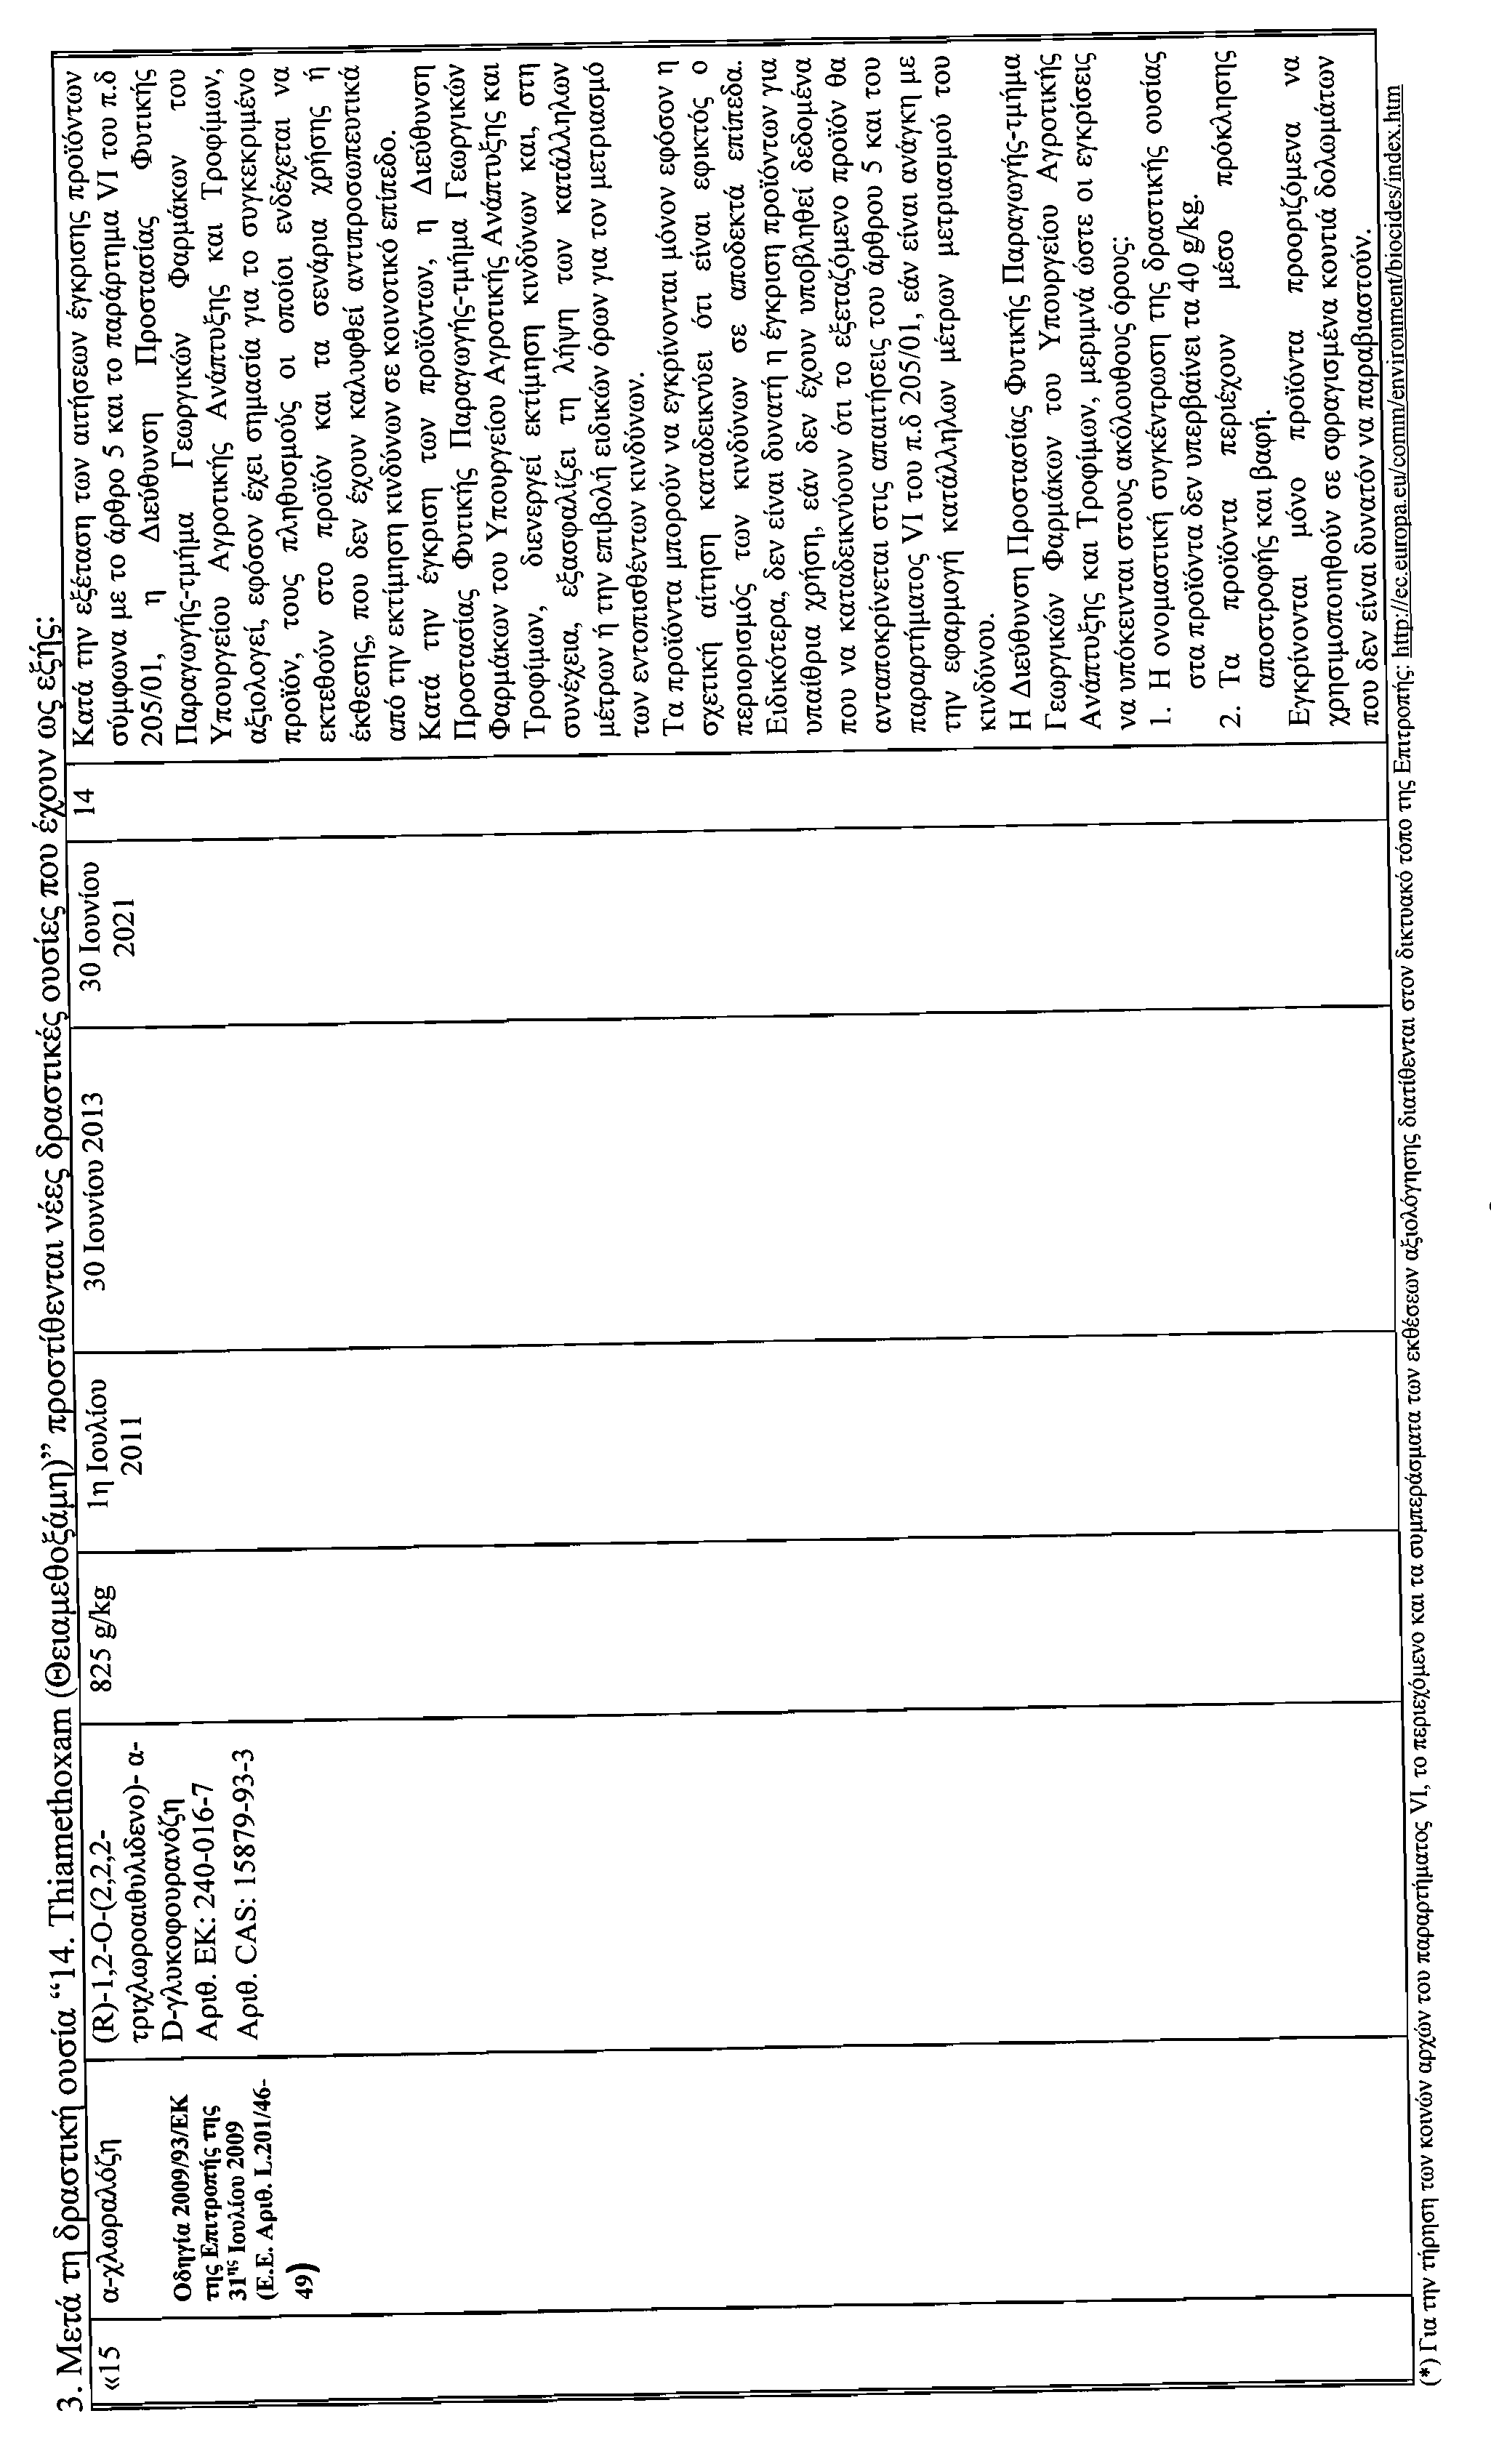 3. Μετά τη δραστική ουσία “14. Thiamethoxam (Θειαμεθοξάμη)” προστίθενται νέες δραστικές ουσίες που έχουν ως εξής:
«15
α-χλωραλόζη
Οδηγία 2009/93/ΕΚ
της Επιτροπής της
31ης Ιουλίου 2009
(Ε.Ε. Αριθ. L.201/46-
49)
(R)-1,2-O-(2,2,2-
τριχλωροαιθυλιδενο)- α-
D-γλυκοφουρανόζη
Αριθ. ΕΚ: 240-016-7
Αριθ. CAS: 15879-93-3
825 g/kg
1η Ιουλίου
2011
30 Ιουνίου 2013
30 Ιουνίου
2021
14
Κατά την εξέταση των αιτήσεων έγκρισης προϊόντων
σύμφωνα με το άρθρο 5 και το παράρτημα VI του π.δ
205/01, η Διεύθυνση Προστασίας Φυτικής
Παραγωγής-τμήμα Γεωργικών Φαρμάκων του
Υπουργείου Αγροτικής Ανάπτυξης και Τροφίμων,
αξιολογεί, εφόσον έχει σημασία για το συγκεκριμένο
προϊόν, τους πληθυσμούς οι οποίοι ενδέχεται να
εκτεθούν στο προϊόν και τα σενάρια χρήσης ή
έκθεσης, που δεν έχουν καλυφθεί αντιπροσωπευτικά
από την εκτίμηση κινδύνων σε κοινοτικό επίπεδο.
Κατά την έγκριση των προϊόντων, η Διεύθυνση
Προστασίας Φυτικής Παραγωγής-τμήμα Γεωργικών
Φαρμάκων του Υπουργείου Αγροτικής Ανάπτυξης και
Τροφίμων, διενεργεί εκτίμηση κινδύνων και, στη
συνέχεια, εξασφαλίζει τη λήψη των κατάλληλων
μέτρων ή την επιβολή ειδικών όρων για τον μετριασμό
των εντοπισθέντων κινδύνων.
Τα προϊόντα μπορούν να εγκρίνονται μόνον εφόσον η
σχετική αίτηση καταδεικνύει ότι είναι εφικτός ο
περιορισμός των κινδύνων σε αποδεκτά επίπεδα.
Ειδικότερα, δεν είναι δυνατή η έγκριση προϊόντων για
υπαίθρια χρήση, εάν δεν έχουν υποβληθεί δεδομένα
που να καταδεικνύουν ότι το εξεταζόμενο προϊόν θα
ανταποκρίνεται στις απαιτήσεις του άρθρου 5 και του
παραρτήματος VI του π.δ 205/01, εάν είναι ανάγκη με
την εφαρμογή κατάλληλων μέτρων μετριασμού του
κινδύνου.
Η Διεύθυνση Προστασίας Φυτικής Παραγωγής-τμήμα
Γεωργικών Φαρμάκων του Υπουργείου Αγροτικής
Ανάπτυξης και Τροφίμων, μεριμνά ώστε οι εγκρίσεις
να υπόκεινται στους ακόλουθους όρους:
1. Η ονομαστική συγκέντρωση της δραστικής ουσίας
στα προϊόντα δεν υπερβαίνει τα 40 g/kg.
2. Τα προϊόντα περιέχουν μέσο πρόκλησης
αποστροφής και βαφή.
Εγκρίνονται μόνο προϊόντα προοριζόμενα να
χρησιμοποιηθούν σε σφραγισμένα κουτιά δολωμάτων
που δεν είναι δυνατόν να παραβιαστούν.
(*) Για την τήρηση των κοινών αρχών του παραρτήματος VI, το περιεχόμενο και τα συμπεράσματα των εκθέσεων αξιολόγησης διατίθενται στον δικτυακό τόπο της Επιτροπής: http://ec.europa.eu/comm/environment/biocides/index.htm